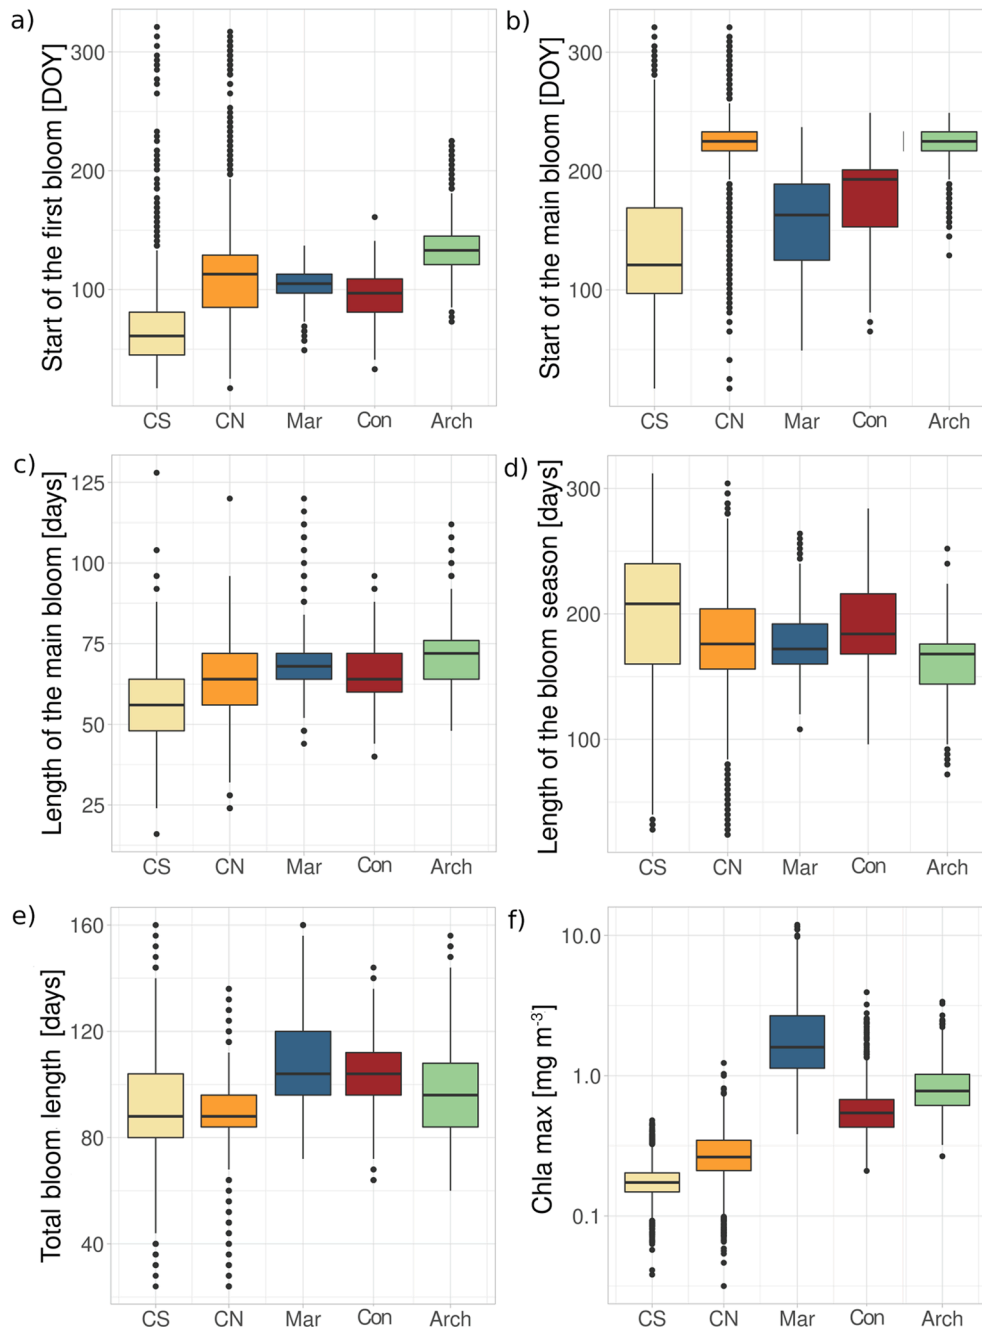 a)
Start of the first bloom [DOY]
300
200
100
CS CN Mar Con Arch
b)
Start of the main bloom [DOY]
300
200
100
CS CN Mar Con Arch
c)
Length of the main bloom [days]
125
100
75
50
25
CS CN Mar Con Arch
d)
Length of the bloom season [days]
300
200
100
CS CN Mar Con Arch
e)
Total bloom length [days]
160
120
80
40
CS CN Mar Con Arch
f)
Chla max [mg m⁻³]
10.0
1.0
0.1
CS CN Mar Con Arch